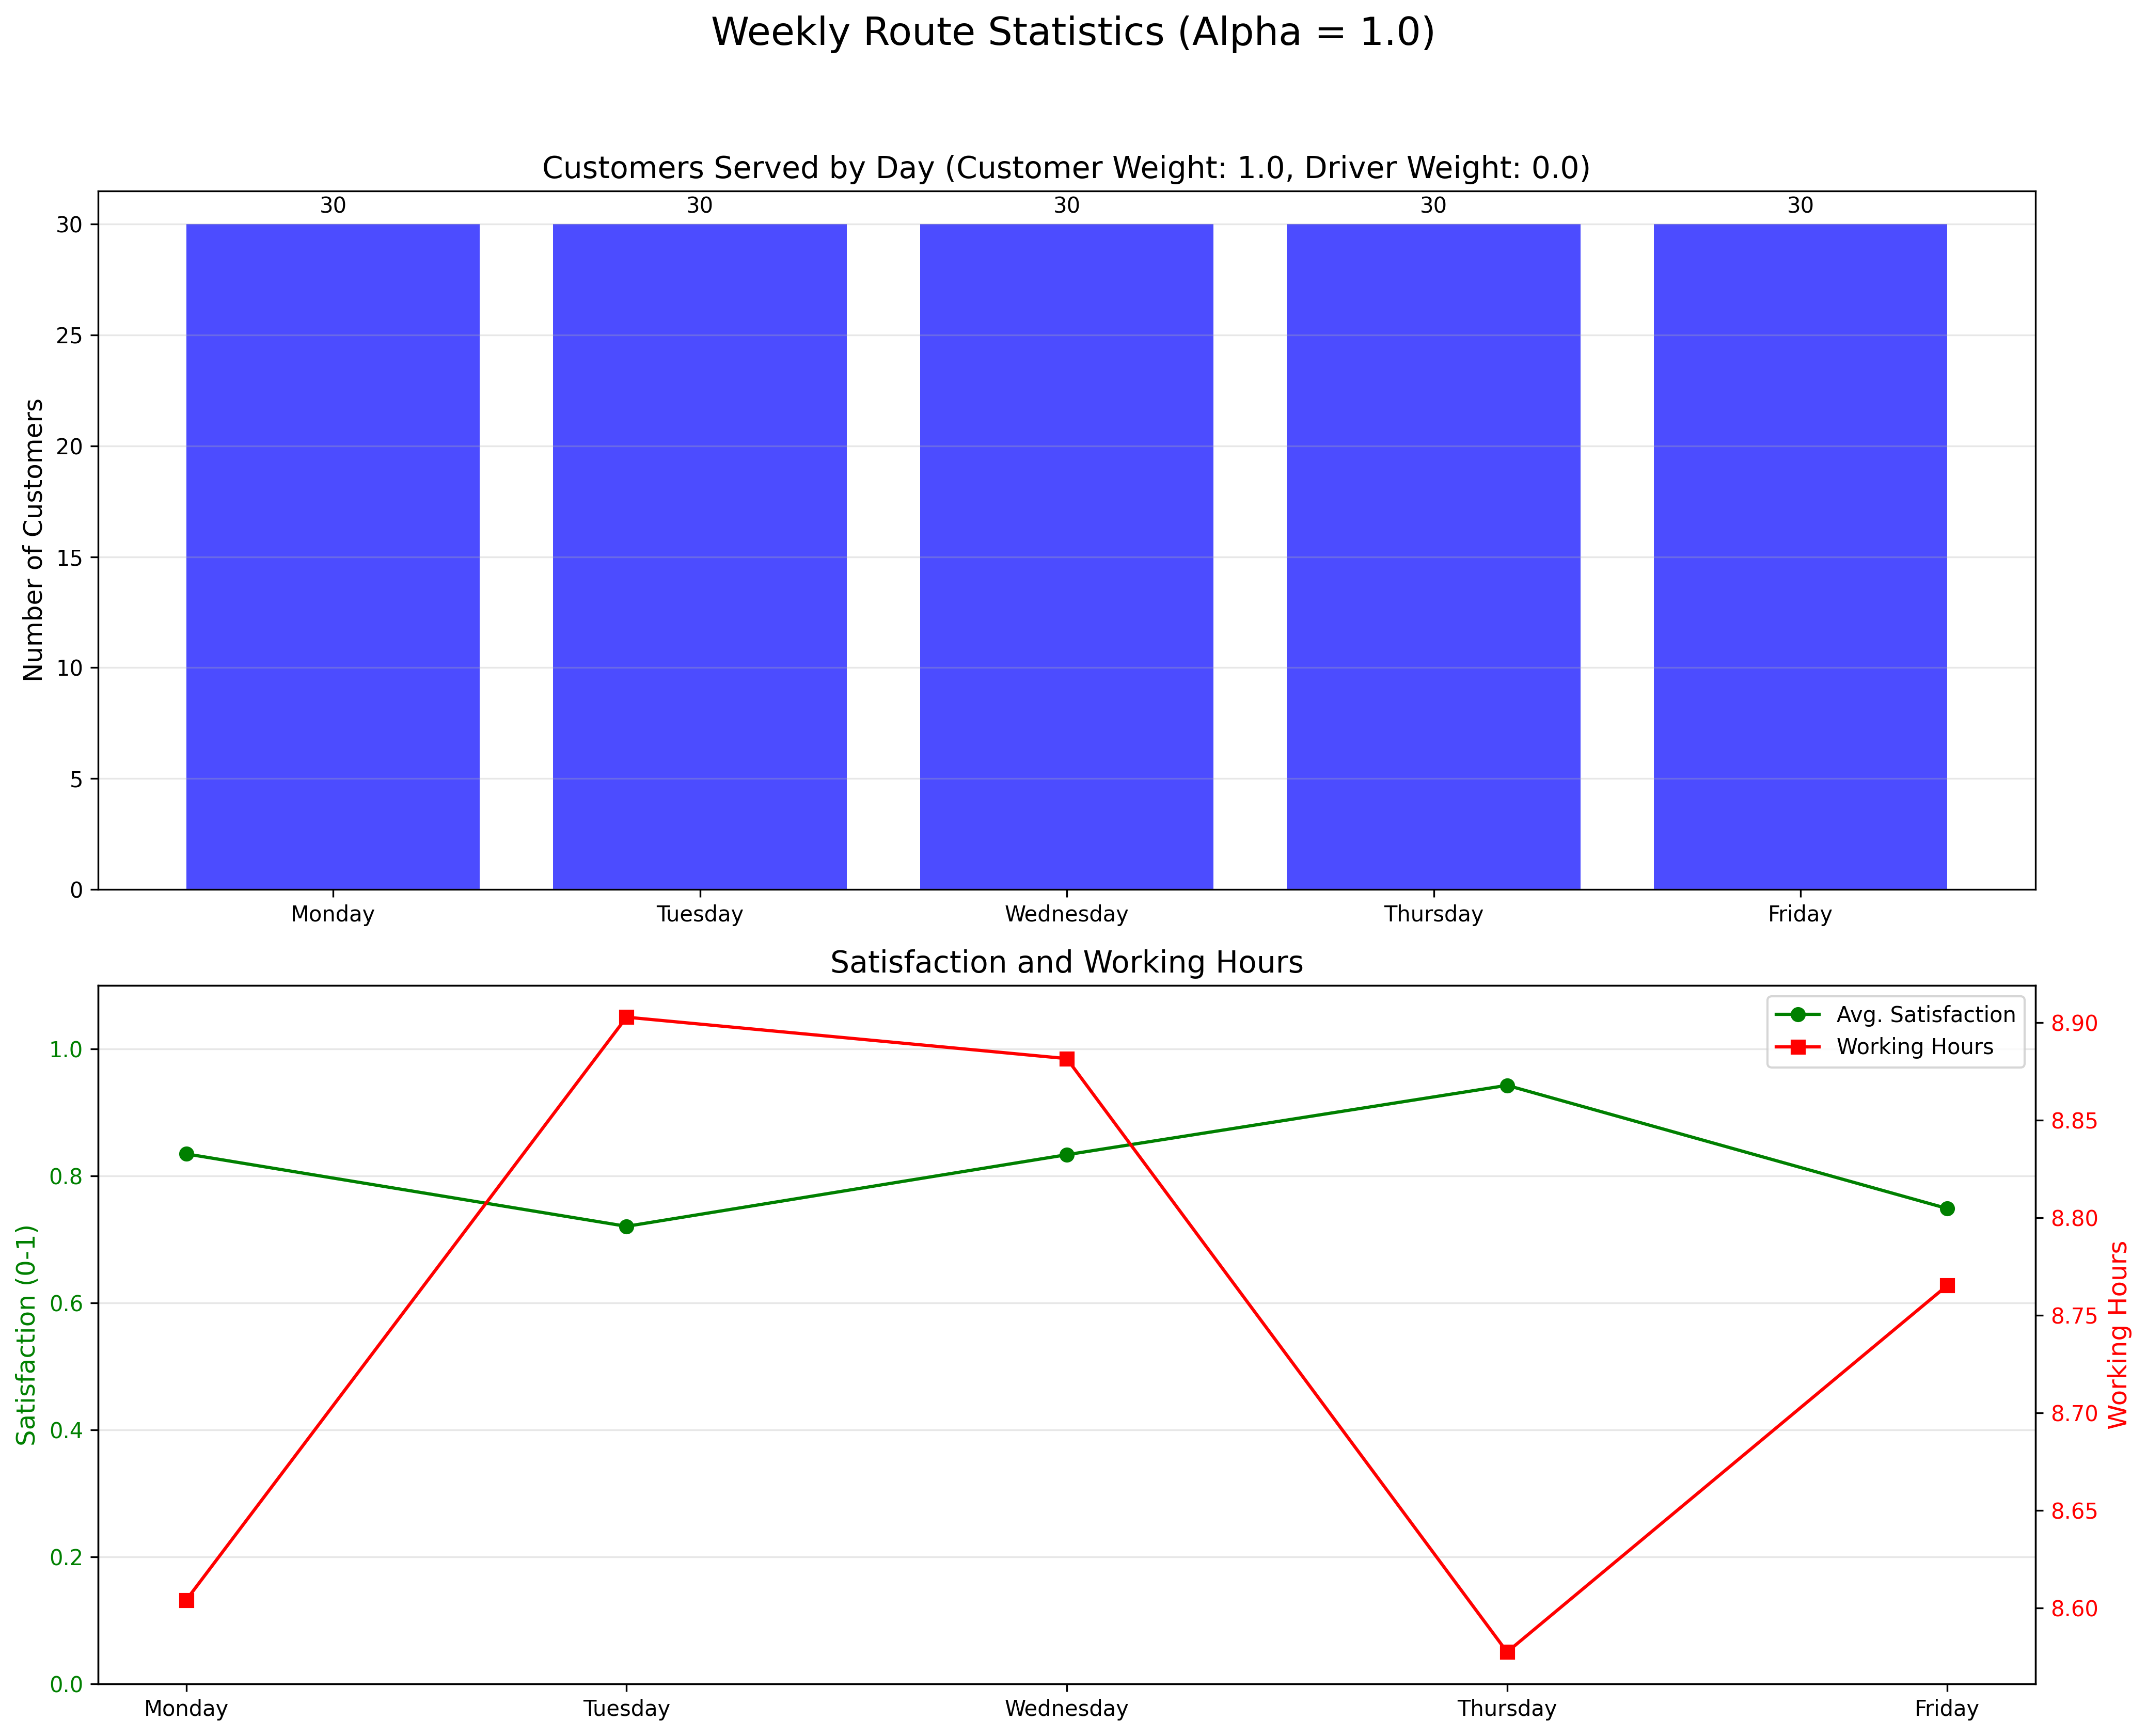 Weekly Route Statistics (Alpha = 1.0)
Customers Served by Day (Customer Weight: 1.0, Driver Weight: 0.0)
30 30 30 30 30
30
25
20
15
10
5
0
Number of Customers
Monday Tuesday Wednesday Thursday Friday
Satisfaction and Working Hours
Avg. Satisfaction
Working Hours
1.0
0.8
0.6
0.4
0.2
0.0
Satisfaction (0-1)
8.90
8.85
8.80
8.75
8.70
8.65
8.60
Working Hours
Monday Tuesday Wednesday Thursday Friday